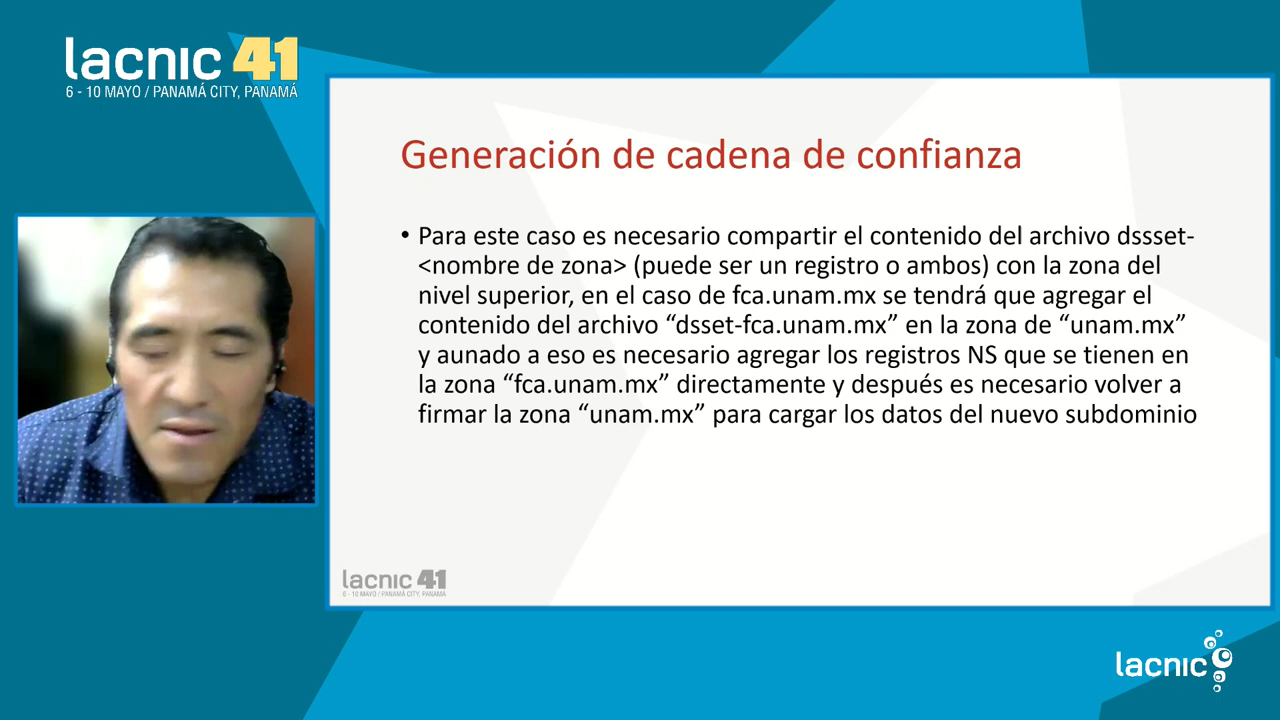 lacnic 41
6 - 10 MAYO / PANAMÁ CITY, PANAMÁ
Generación de cadena de confianza
• Para este caso es necesario compartir el contenido del archivo dssset-
<nombre de zona> (puede ser un registro o ambos) con la zona del
nivel superior, en el caso de fca.unam.mx se tendrá que agregar el
contenido del archivo “dsset-fca.unam.mx” en la zona de “unam.mx”
y aunado a eso es necesario agregar los registros NS que se tienen en
la zona “fca.unam.mx” directamente y después es necesario volver a
firmar la zona “unam.mx” para cargar los datos del nuevo subdominio
lacnic 41
6 - 10 MAYO / PANAMÁ CITY, PANAMÁ
lacnic